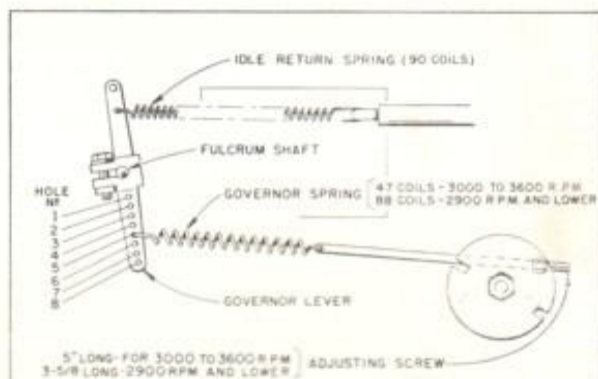 IDLE RETURN SPRING (90 COILS)
FULCRUM SHAFT
HOLE
Nº
1
2
3
4
5
6
7
8
GOVERNOR SPRING
47 COILS - 3000 TO 3600 R.P.M.
88 COILS - 2900 R.P.M. AND LOWER
GOVERNOR LEVER
5" LONG - FOR 3000 TO 3600 R P M
3-5/8 LONG - 2900 RPM AND LOWER
ADJUSTING SCREW